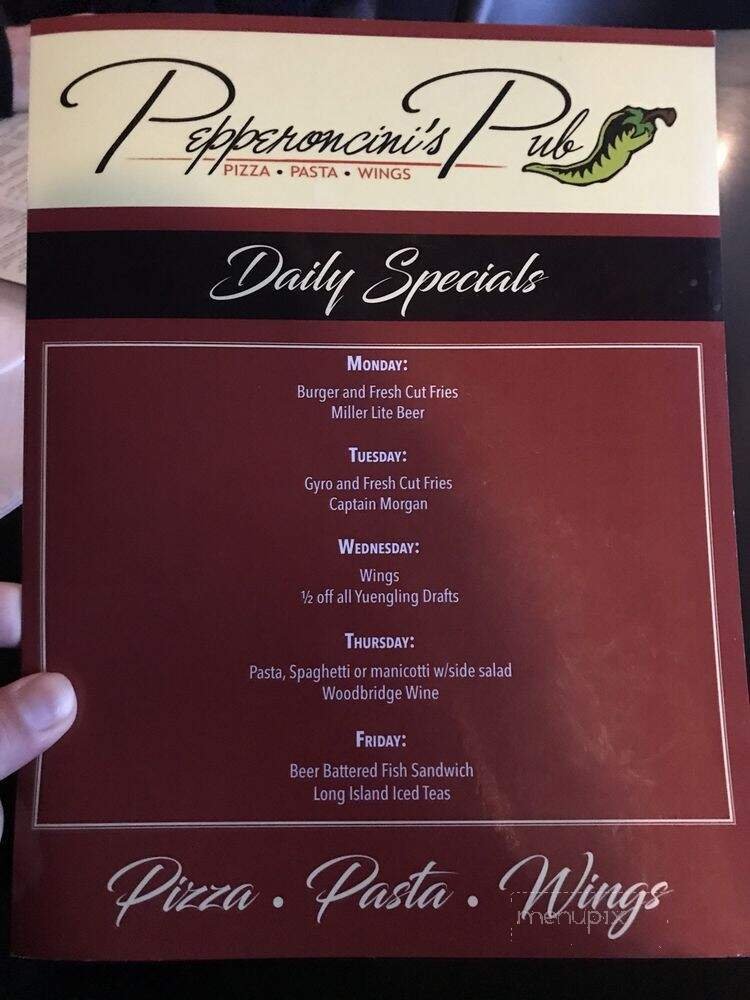 Pepperoncini's Pub
PIZZA • PASTA • WINGS
Daily Specials
MONDAY:
Burger and Fresh Cut Fries
Miller Lite Beer
TUESDAY:
Gyro and Fresh Cut Fries
Captain Morgan
WEDNESDAY:
Wings
½ off all Yuengling Drafts
THURSDAY:
Pasta, Spaghetti or manicotti w/side salad
Woodbridge Wine
FRIDAY:
Beer Battered Fish Sandwich
Long Island Iced Teas
Pizza . Pasta . Wings
menupix